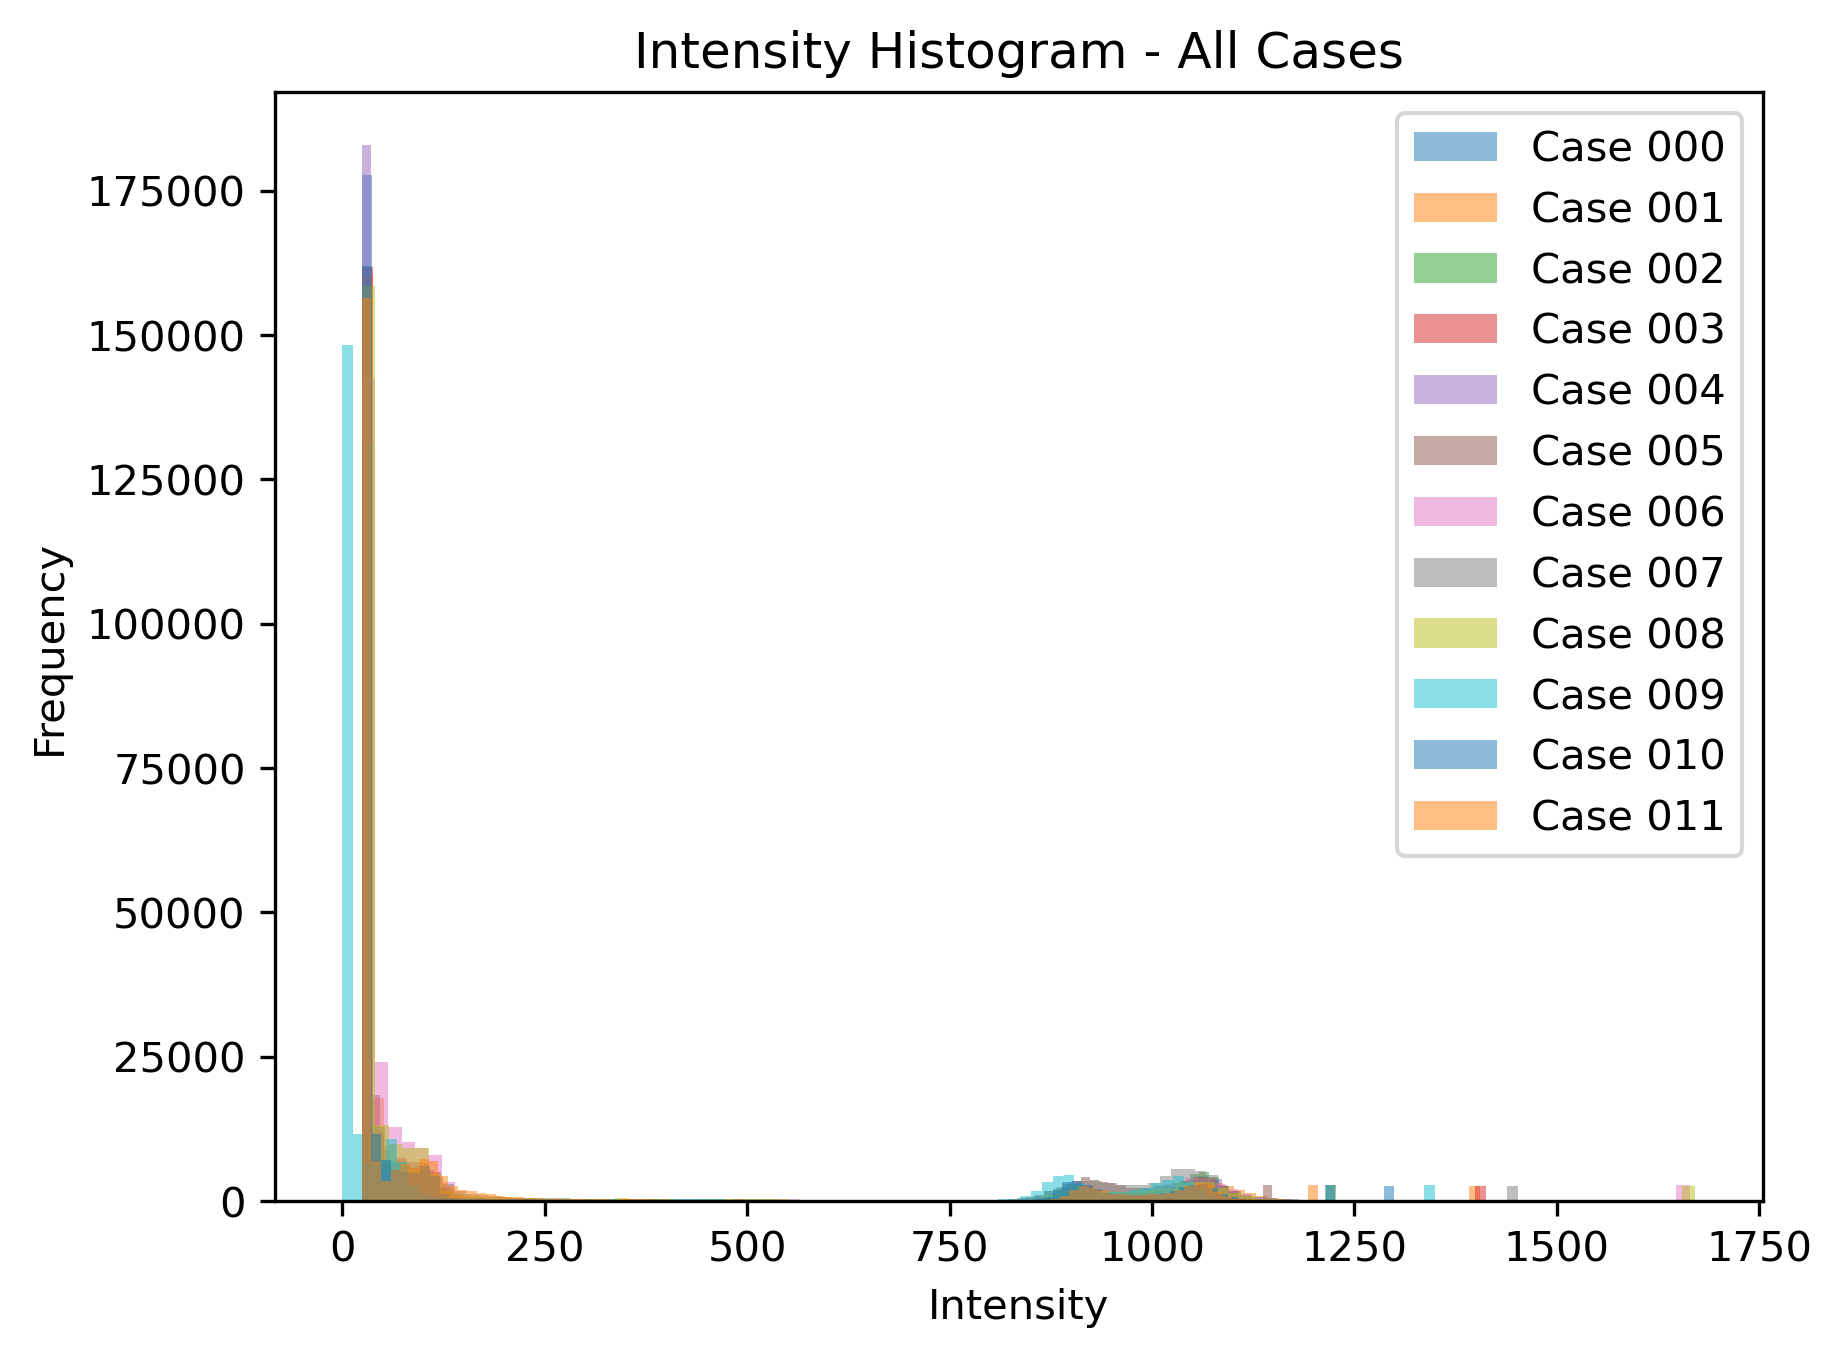 Intensity Histogram - All Cases
Case 000
Case 001
Case 002
Case 003
Case 004
Case 005
Case 006
Case 007
Case 008
Case 009
Case 010
Case 011
175000
150000
125000
100000
75000
50000
25000
0
Frequency
0 250 500 750 1000 1250 1500 1750
Intensity